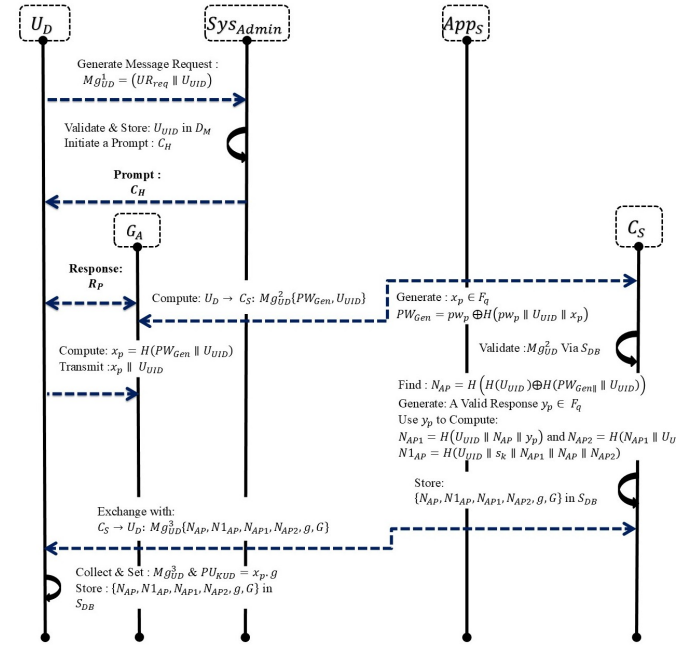 U_D
Sys_Admin
App_S
Generate Message Request :
Mg^1_UD = (UR_req ∥ U_UID)
Validate & Store: U_UID in D_M
Initiate a Prompt : C_H
Prompt :
C_H
G_A
C_S
Response:
R_P
Compute: U_D → C_S: Mg^2_UD{PW_Gen, U_UID}
Generate : x_p ∈ F_q
PW_Gen = pw_p ⊕H(pw_p ∥ U_UID ∥ x_p)
Compute: x_p = H(PW_Gen ∥ U_UID)
Transmit :x_p ∥ U_UID
Validate :Mg^2_UD Via S_DB
Find : N_AP = H (H(U_UID)⊕H(PW_Gen∥ ∥ U_UID))
Generate: A Valid Response y_p ∈ F_q
Use y_p to Compute:
N_AP1 = H(U_UID ∥ N_AP ∥ y_p) and N_AP2 = H(N_AP1 ∥ U_U
N1_AP = H(U_UID ∥ s_k ∥ N_AP1 ∥ N_AP ∥ N_AP2)
Store:
{N_AP, N1_AP, N_AP1, N_AP2, g, G} in S_DB
Exchange with:
C_S → U_D: Mg^3_UD{N_AP, N1_AP, N_AP1, N_AP2, g, G}
Collect & Set : Mg^3_UD & PU_KUD = x_p. g
Store : {N_AP, N1_AP, N_AP1, N_AP2, g, G} in
S_DB